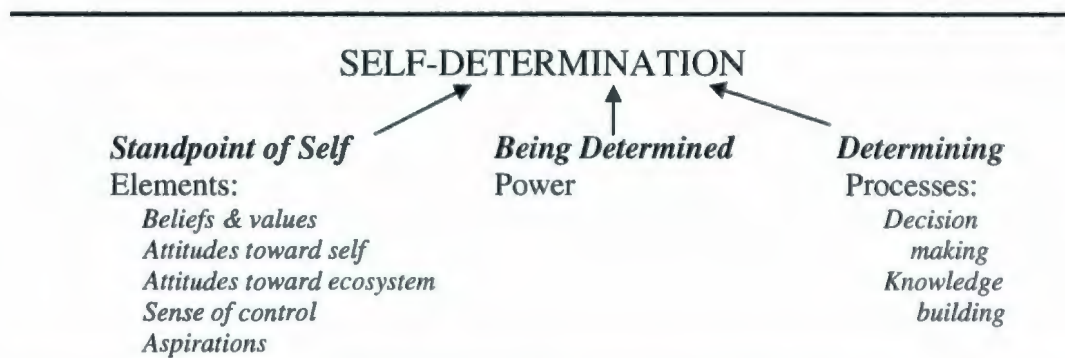 SELF-DETERMINATION
Standpoint of Self
Elements:
Beliefs & values
Attitudes toward self
Attitudes toward ecosystem
Sense of control
Aspirations
Being Determined
Power
Determining
Processes:
Decision
making
Knowledge
building